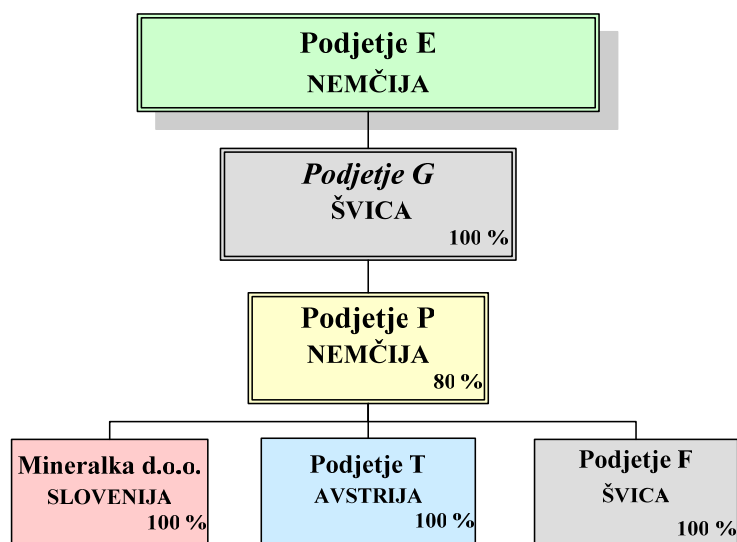 Podjetje E
NEMČIJA
Podjetje G
ŠVICA
100 %
Podjetje P
NEMČIJA
80 %
Mineralka d.o.o.
SLOVENIJA
100 %
Podjetje T
AVSTRIJA
100 %
Podjetje F
ŠVICA
100 %